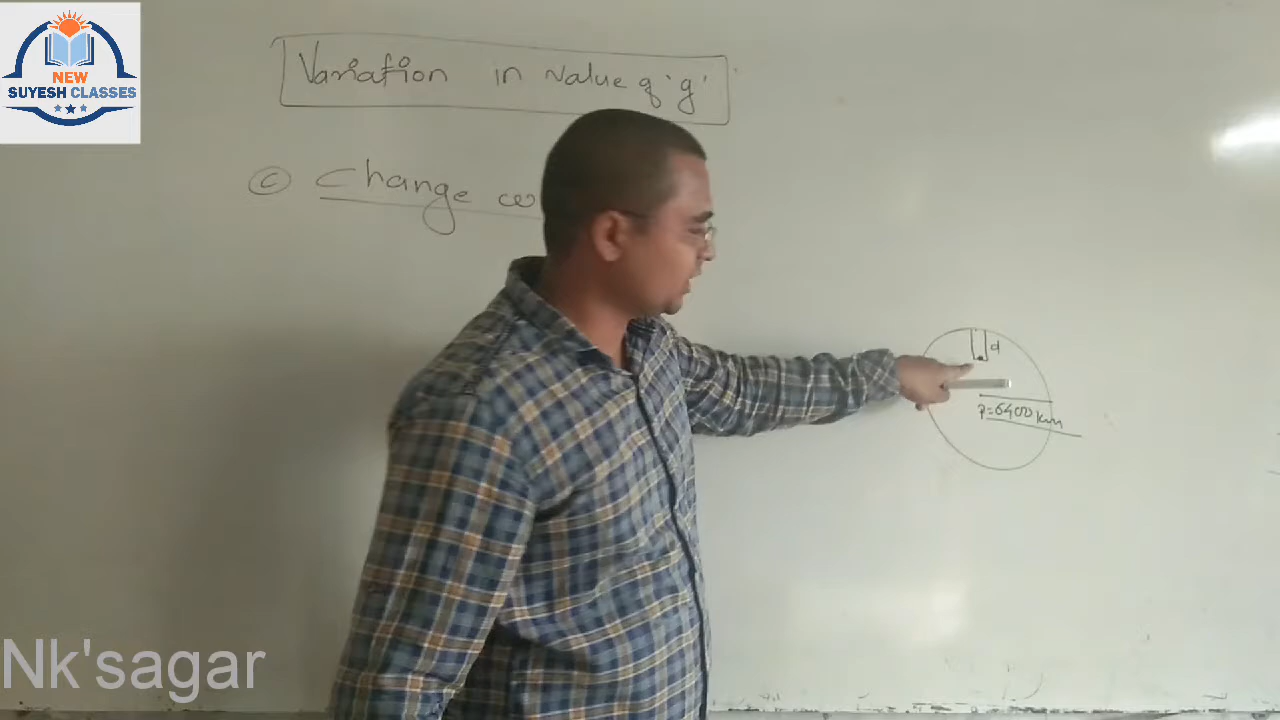 NEW
SUYESH CLASSES
Variation in value of 'g'
(c) Change
d
R=6400 km
Nk'sagar